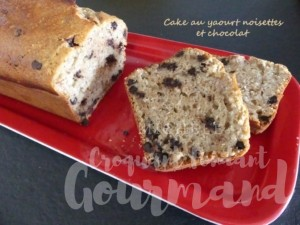 Cake au yaourt noisettes
et chocolat
Croquant Fondant
Gourmand